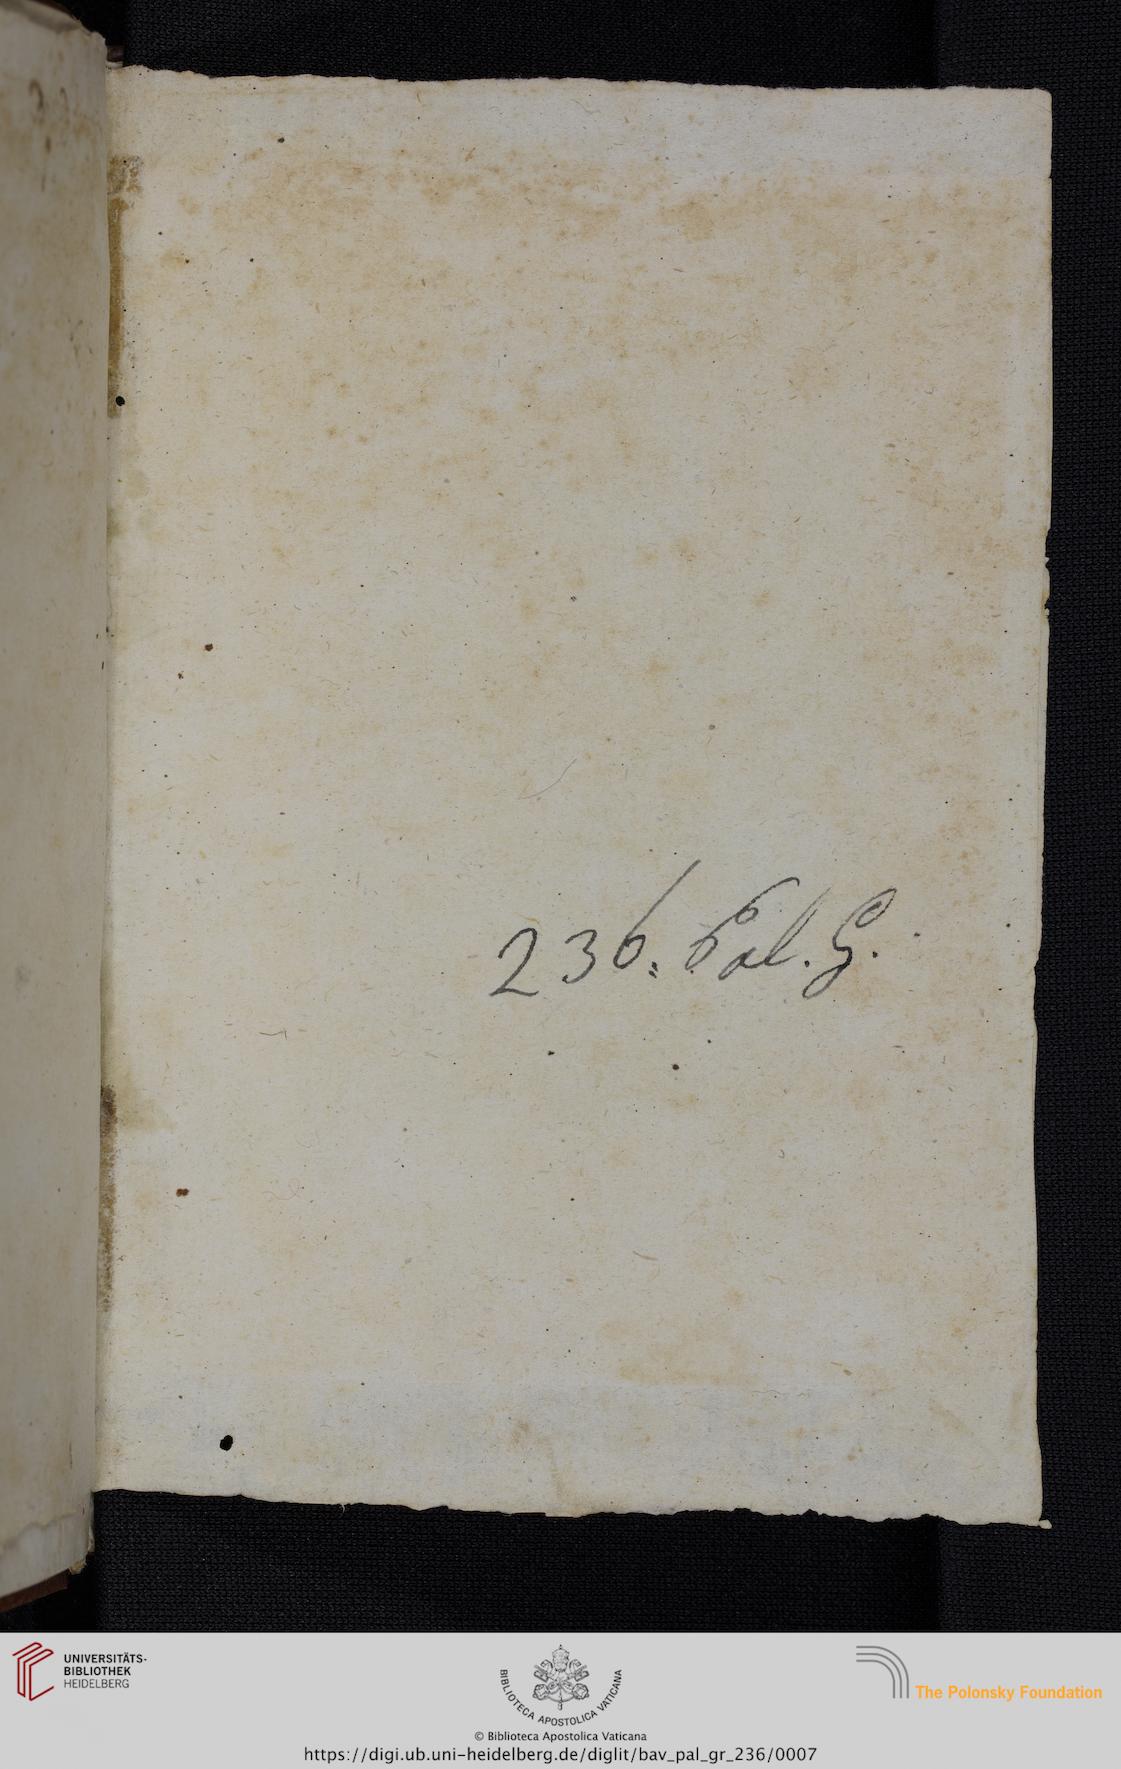 236. Pal. G.
UNIVERSITÄTS-
BIBLIOTHEK
HEIDELBERG
BIBLIOTECA APOSTOLICA VATICANA
The Polonsky Foundation
© Biblioteca Apostolica Vaticana
https://digi.ub.uni-heidelberg.de/diglit/bav_pal_gr_236/0007